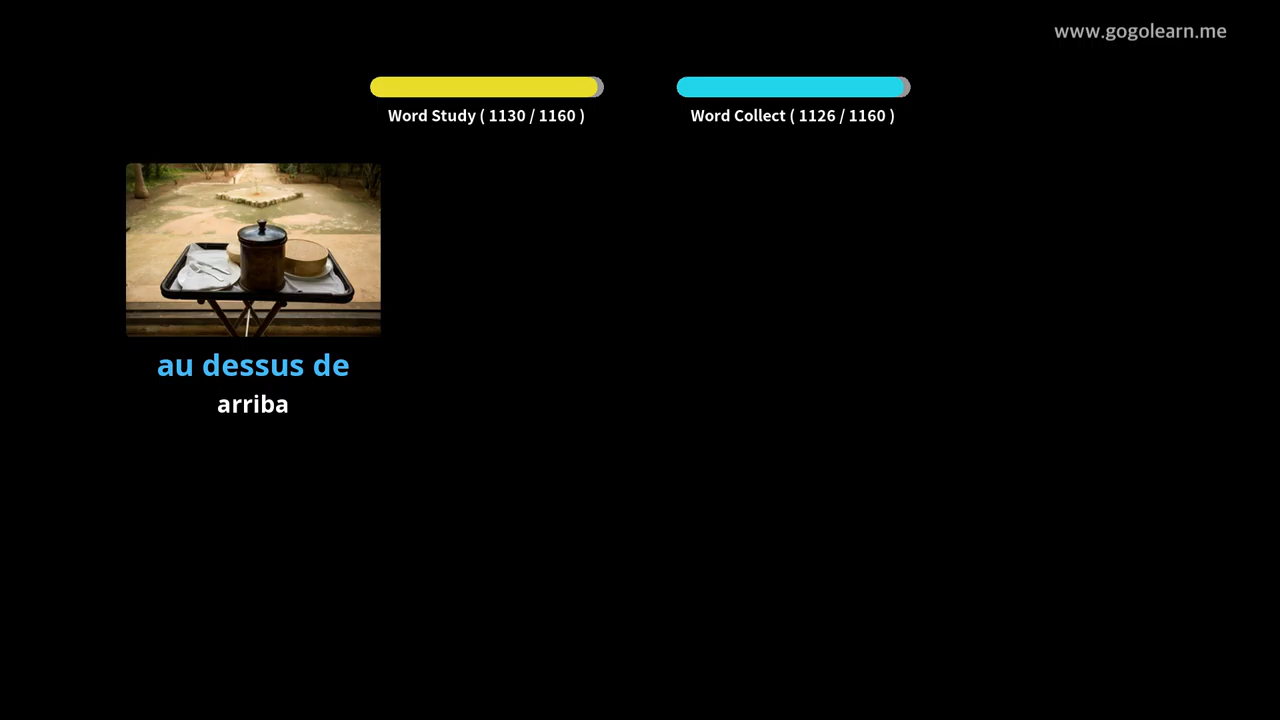 www.gogolearn.me
Word Study ( 1130 / 1160 )
Word Collect ( 1126 / 1160 )
au dessus de
arriba